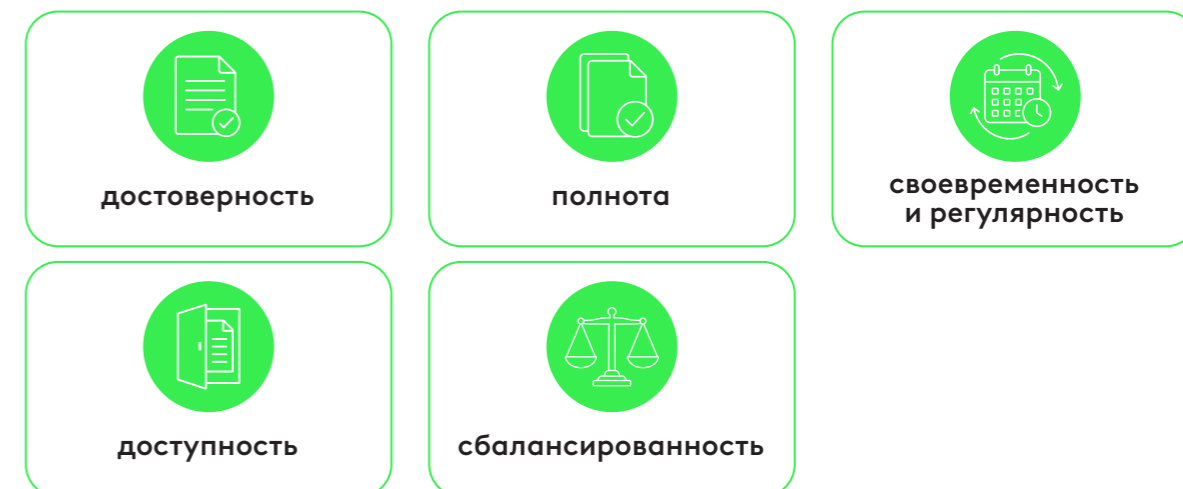 достоверность
полнота
своевременность
и регулярность
доступность
сбалансированность